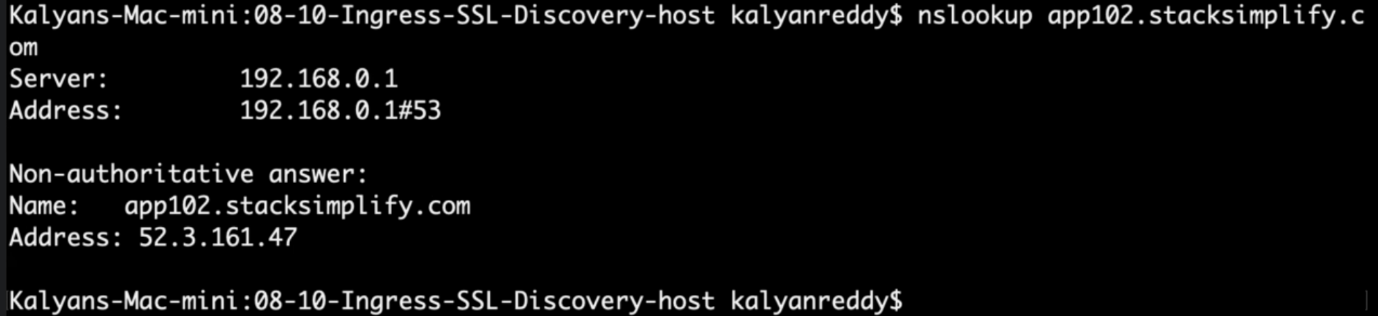 Kalyans-Mac-mini:08-10-Ingress-SSL-Discovery-host kalyanreddy$ nslookup app102.stacksimplify.c
om
Server:		192.168.0.1
Address:	192.168.0.1#53

Non-authoritative answer:
Name:	app102.stacksimplify.com
Address: 52.3.161.47

Kalyans-Mac-mini:08-10-Ingress-SSL-Discovery-host kalyanreddy$